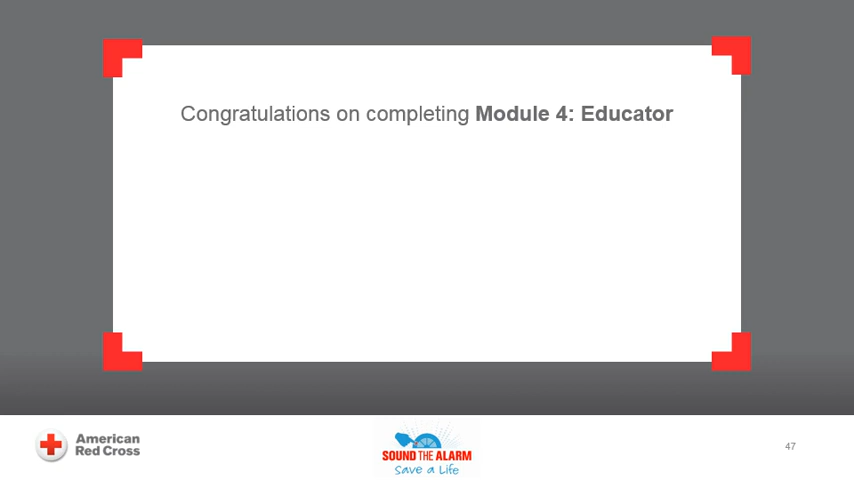 Congratulations on completing Module 4: Educator
American
Red Cross
SOUND THE ALARM
Save a Life
47